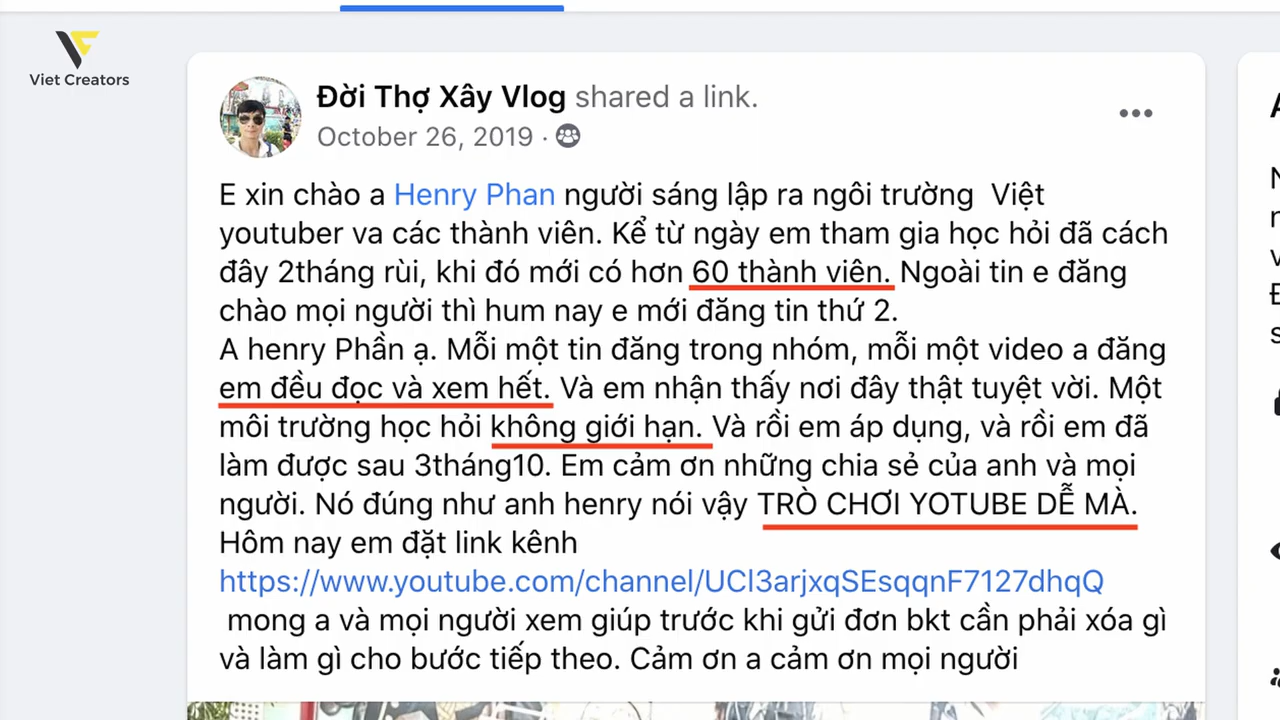 Viet Creators
Đời Thợ Xây Vlog shared a link.
October 26, 2019 ·
E xin chào a Henry Phan người sáng lập ra ngôi trường Việt
youtuber va các thành viên. Kể từ ngày em tham gia học hỏi đã cách
đây 2tháng rùi, khi đó mới có hơn 60 thành viên. Ngoài tin e đăng
chào mọi người thì hum nay e mới đăng tin thứ 2.
A henry Phần ạ. Mỗi một tin đăng trong nhóm, mỗi một video a đăng
em đều đọc và xem hết. Và em nhận thấy nơi đây thật tuyệt vời. Một
môi trường học hỏi không giới hạn. Và rồi em áp dụng, và rồi em đã
làm được sau 3tháng10. Em cảm ơn những chia sẻ của anh và mọi
người. Nó đúng như anh henry nói vậy TRÒ CHƠI YOTUBE DỄ MÀ.
Hôm nay em đặt link kênh
https://www.youtube.com/channel/UCl3arjxqSEsqqnF7127dhqQ
mong a và mọi người xem giúp trước khi gửi đơn bkt cần phải xóa gì
và làm gì cho bước tiếp theo. Cảm ơn a cảm ơn mọi người